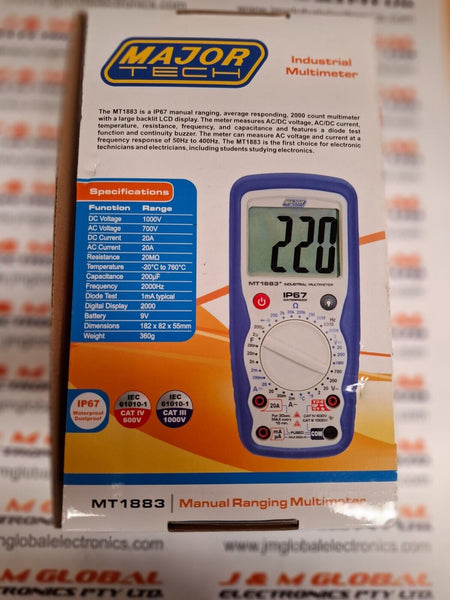 MAJOR
TECH
Industrial
Multimeter
The MT1883 is a IP67 manual ranging, average responding, 2000 count multimeter
with a large backlit LCD display. The meter measures AC/DC voltage, AC/DC current,
temperature, resistance, frequency, and capacitance and features a diode test
function and continuity buzzer. The meter can measure AC voltage and current at a
frequency response of 50Hz to 400Hz. The MT1883 is the first choice for electronic
technicians and electricians, including students studying electronics.
Specifications
Function Range
DC Voltage 1000V
AC Voltage 700V
DC Current 20A
AC Current 20A
Resistance 20MΩ
Temperature -20°C to 760°C
Capacitance 200µF
Frequency 2000Hz
Diode Test 1mA typical
Digital Display 2000
Battery 9V
Dimensions 182 x 82 x 55mm
Weight 360g
MAJOR
220
MT1883 INDUSTRIAL MULTIMETER
IP67
WATERPROOF
Ω
Hz
F
V~
A~
20A
COM
IP67
Waterproof
Dustproof
IEC
61010-1
CAT IV
600V
IEC
61010-1
CAT III
1000V
MT1883 | Manual Ranging Multimeter
www.jmglobalelectronics.com
J & M GLOBAL
ELECTRONICS PTY LTD.